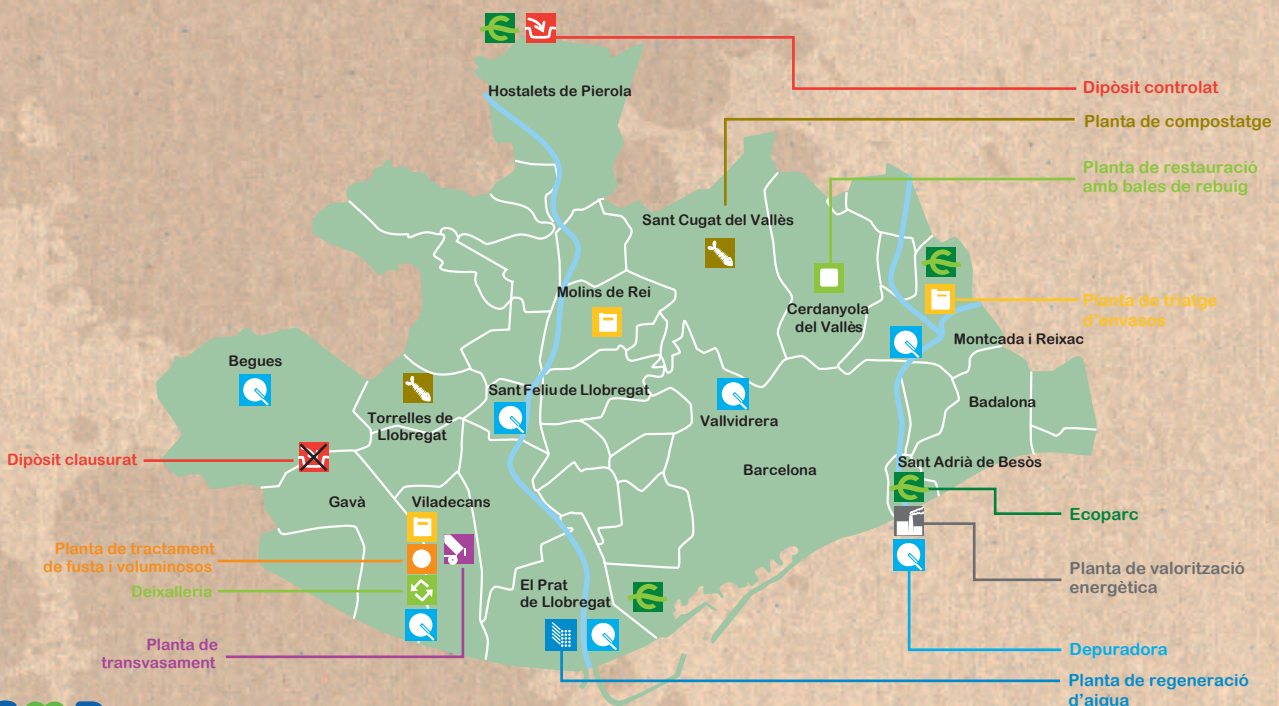 Hostalets de Pierola
Dipòsit controlat
Planta de compostatge
Planta de restauració
amb bales de rebuig
Sant Cugat del Vallès
Molins de Rei
Cerdanyola
del Vallès
Planta de triatge
d'envasos
Montcada i Reixac
Begues
Sant Feliu de Llobregat
Torrelles de
Llobregat
Vallvidrera
Badalona
Dipòsit clausurat
Barcelona
Sant Adrià de Besòs
Gavà
Viladecans
Ecoparc
Planta de tractament
de fusta i voluminosos
Deixalleria
El Prat
de Llobregat
Planta de valorització
energètica
Planta de
transvasament
Depuradora
Planta de regeneració
d'aigua